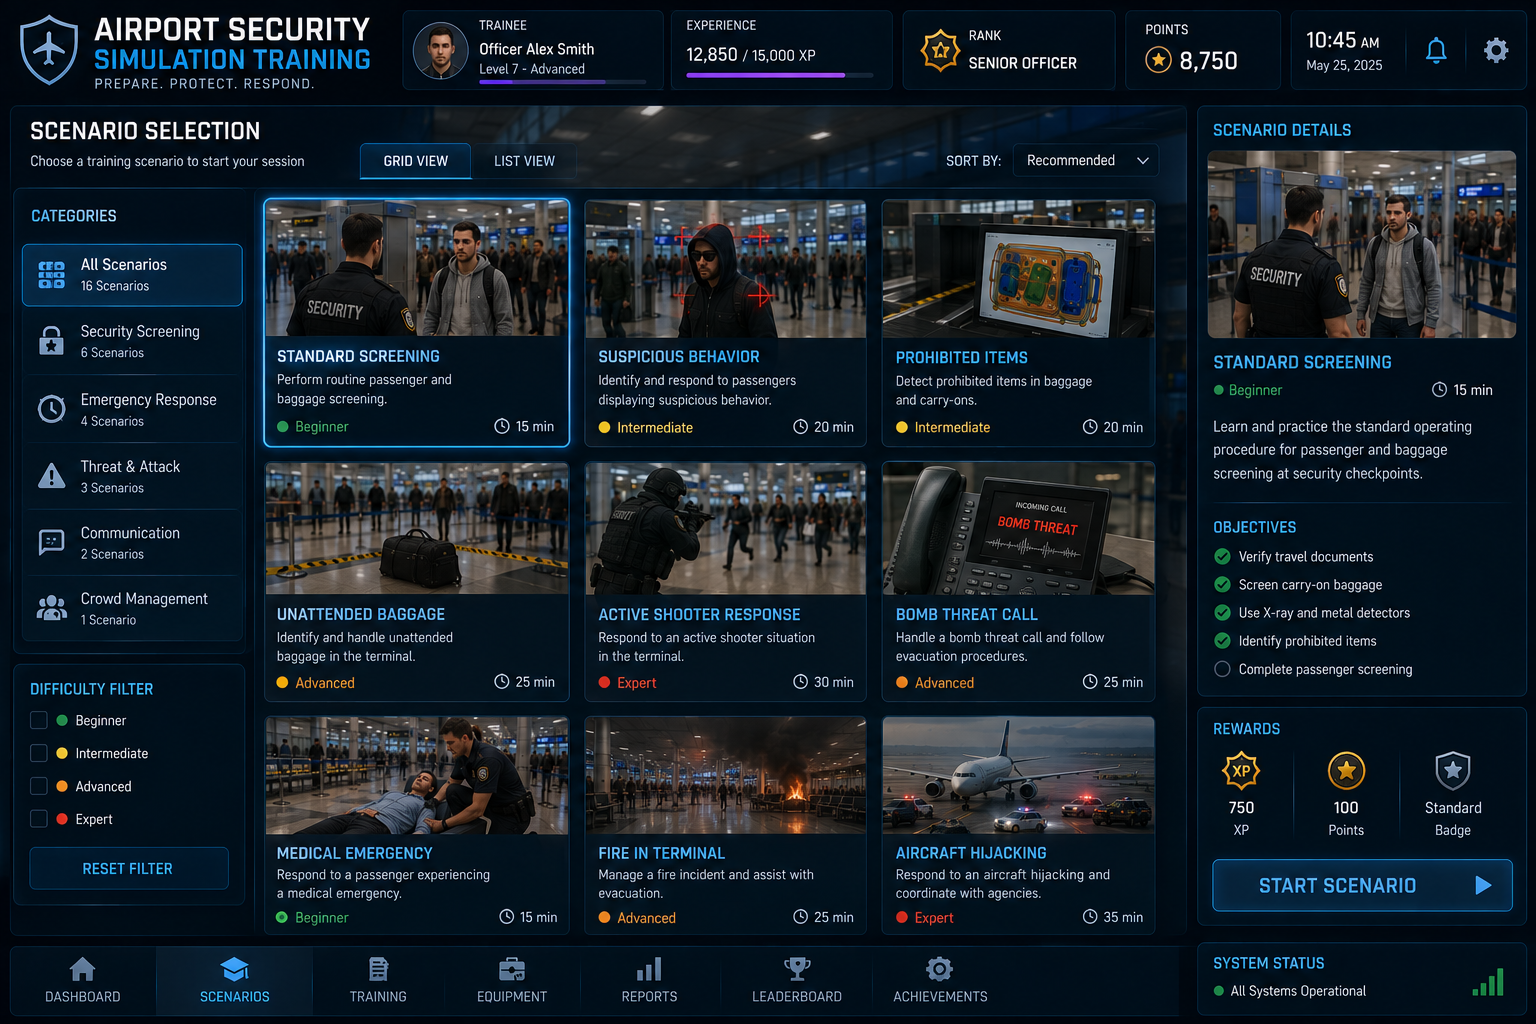 AIRPORT SECURITY
SIMULATION TRAINING
PREPARE. PROTECT. RESPOND.
TRAINEE
Officer Alex Smith
Level 7 - Advanced
EXPERIENCE
12,850 / 15,000 XP
RANK
SENIOR OFFICER
POINTS
8,750
10:45 AM
May 25, 2025
SCENARIO SELECTION
Choose a training scenario to start your session
GRID VIEW
LIST VIEW
SORT BY:
Recommended
CATEGORIES
All Scenarios
16 Scenarios
Security Screening
6 Scenarios
Emergency Response
4 Scenarios
Threat & Attack
3 Scenarios
Communication
2 Scenarios
Crowd Management
1 Scenario
DIFFICULTY FILTER
Beginner
Intermediate
Advanced
Expert
RESET FILTER
SECURITY
STANDARD SCREENING
Perform routine passenger and
baggage screening.
Beginner
15 min
SUSPICIOUS BEHAVIOR
Identify and respond to passengers
displaying suspicious behavior.
Intermediate
20 min
PROHIBITED ITEMS
Detect prohibited items in baggage
and carry-ons.
Intermediate
20 min
UNATTENDED BAGGAGE
Identify and handle unattended
baggage in the terminal.
Advanced
25 min
ACTIVE SHOOTER RESPONSE
Respond to an active shooter situation
in the terminal.
Expert
30 min
INCOMING CALL
BOMB THREAT
BOMB THREAT CALL
Handle a bomb threat call and follow
evacuation procedures.
Advanced
25 min
MEDICAL EMERGENCY
Respond to a passenger experiencing
a medical emergency.
Beginner
15 min
FIRE IN TERMINAL
Manage a fire incident and assist with
evacuation.
Advanced
25 min
AIRCRAFT HIJACKING
Respond to an aircraft hijacking and
coordinate with agencies.
Expert
35 min
SCENARIO DETAILS
SECURITY
STANDARD SCREENING
Beginner
15 min
Learn and practice the standard operating
procedure for passenger and baggage
screening at security checkpoints.
OBJECTIVES
Verify travel documents
Screen carry-on baggage
Use X-ray and metal detectors
Identify prohibited items
Complete passenger screening
REWARDS
XP
750
XP
100
Points
Standard
Badge
START SCENARIO
DASHBOARD
SCENARIOS
TRAINING
EQUIPMENT
REPORTS
LEADERBOARD
ACHIEVEMENTS
SYSTEM STATUS
All Systems Operational